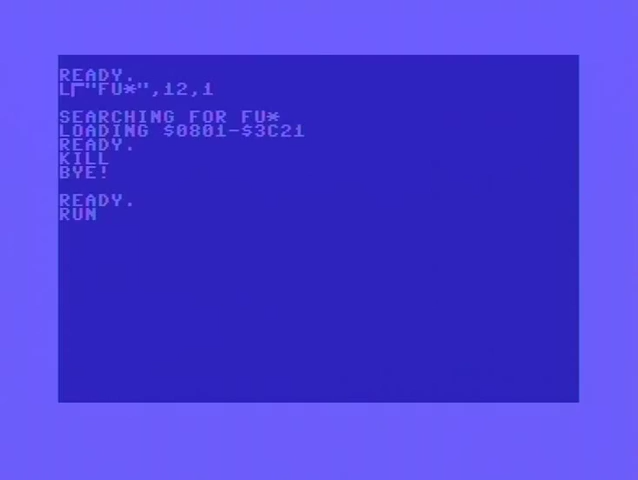 READY.
L┌"FU*",12,1
SEARCHING FOR FU*
LOADING $0801-$3C21
READY.
KILL
BYE!
READY.
RUN